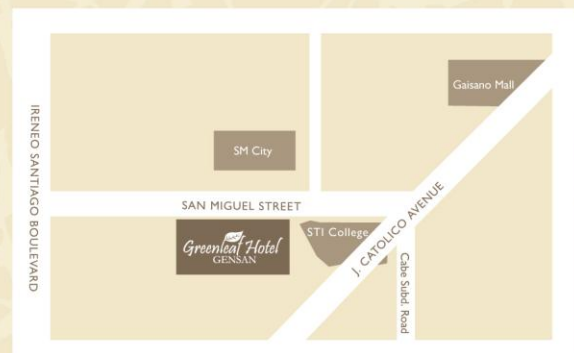 Gaisano Mall
IRENEO SANTIAGO BOULEVARD
SM City
SAN MIGUEL STREET
J. CATOLICO AVENUE
STI College
Greenleaf Hotel
GENSAN
Cabe Subd. Road